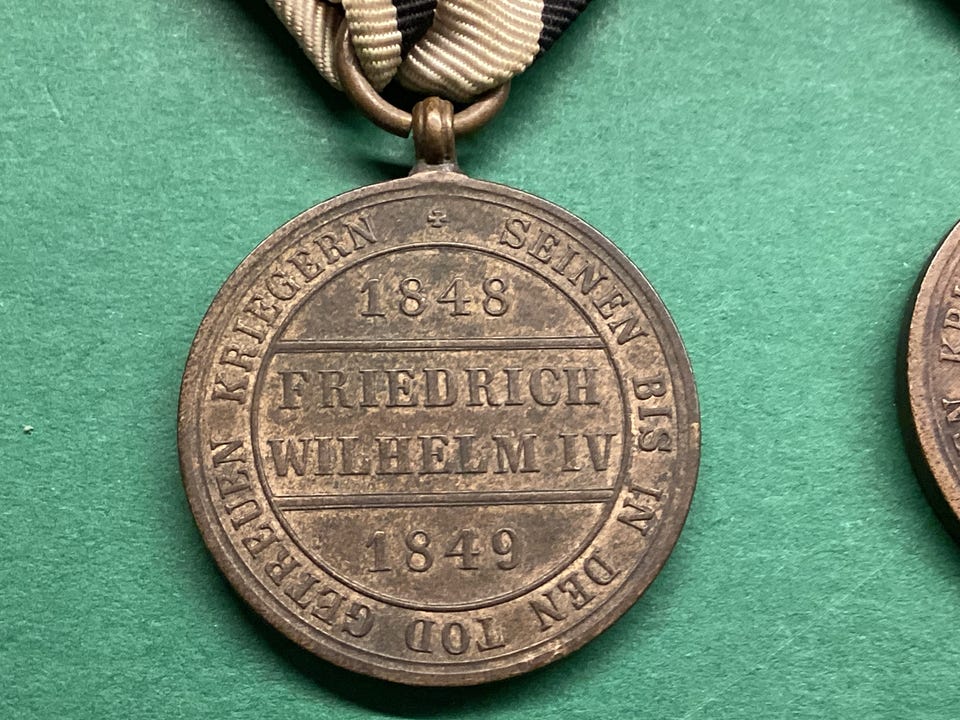 SEINEN BIS IN DEN TOD GETREUEN KRIEGERN
1848
FRIEDRICH
WILHELM IV
1849